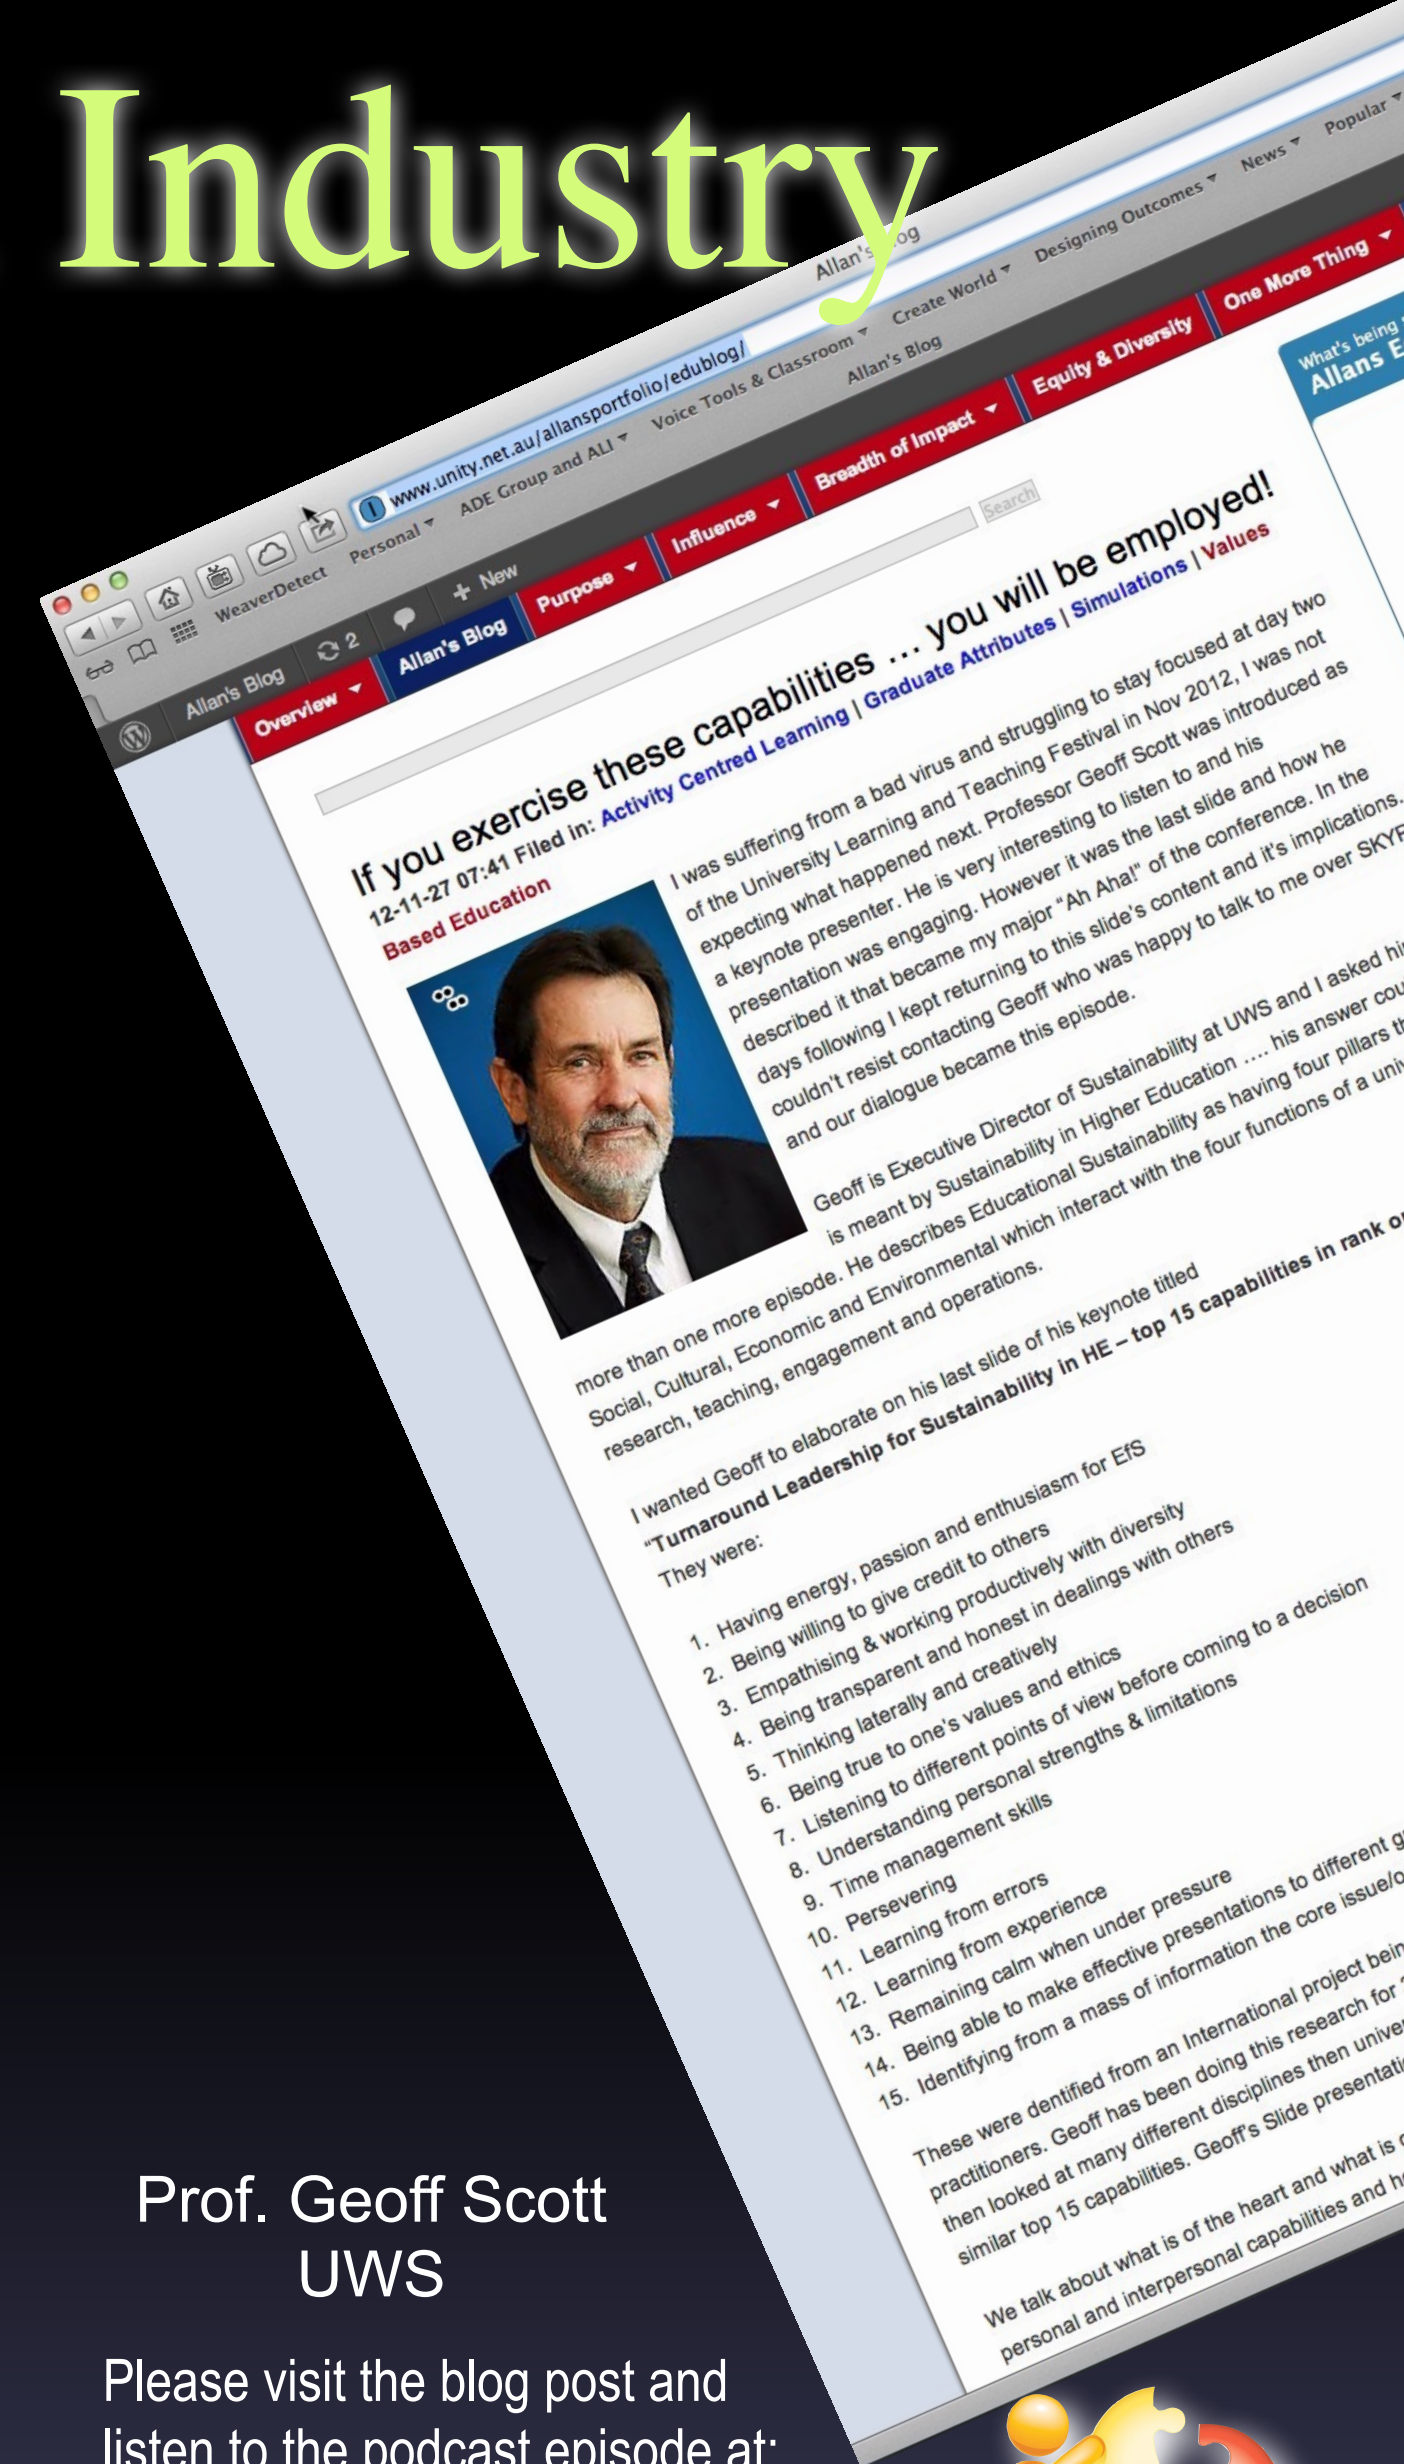 Industry
Allan's Blog
www.unity.net.au/allansportfolio/edublog/
WeaverDetect
Personal
ADE Group and ALI
Voice Tools & Classroom
Create World
Designing Outcomes
News
Popular
Allan's Blog
Allan's Blog
2
New
Overview
Allan's Blog
Purpose
Influence
Breadth of Impact
Equity & Diversity
One More Thing
What's being
Allans E
Search
If you exercise these capabilities ... you will be employed!
12-11-27 07:41 Filed in: Activity Centred Learning | Graduate Attributes | Simulations | Values
Based Education
I was suffering from a bad virus and struggling to stay focused at day two
of the University Learning and Teaching Festival in Nov 2012, I was not
expecting what happened next. Professor Geoff Scott was introduced as
a keynote presenter. He is very interesting to listen to and his
presentation was engaging. However it was the last slide and how he
described it that became my major "Ah Aha!" of the conference. In the
days following I kept returning to this slide's content and it's implications.
couldn't resist contacting Geoff who was happy to talk to me over SKYP
and our dialogue became this episode.
Geoff is Executive Director of Sustainability at UWS and I asked hi
is meant by Sustainability in Higher Education .... his answer cou
more than one more episode. He describes Educational Sustainability as having four pillars t
Social, Cultural, Economic and Environmental which interact with the four functions of a univ
research, teaching, engagement and operations.
I wanted Geoff to elaborate on his last slide of his keynote titled
"Turnaround Leadership for Sustainability in HE – top 15 capabilities in rank o
They were:
1. Having energy, passion and enthusiasm for EfS
2. Being willing to give credit to others
3. Empathising & working productively with diversity
4. Being transparent and honest in dealings with others
5. Thinking laterally and creatively
6. Being true to one's values and ethics
7. Listening to different points of view before coming to a decision
8. Understanding personal strengths & limitations
9. Time management skills
10. Persevering
11. Learning from errors
12. Learning from experience
13. Remaining calm when under pressure
14. Being able to make effective presentations to different g
15. Identifying from a mass of information the core issue/o
These were dentified from an International project bein
practitioners. Geoff has been doing this research for
then looked at many different disciplines then univer
similar top 15 capabilities. Geoff's Slide presentati
We talk about what is of the heart and what is
personal and interpersonal capabilities and h
Prof. Geoff Scott
UWS
Please visit the blog post and
listen to the podcast episode at: